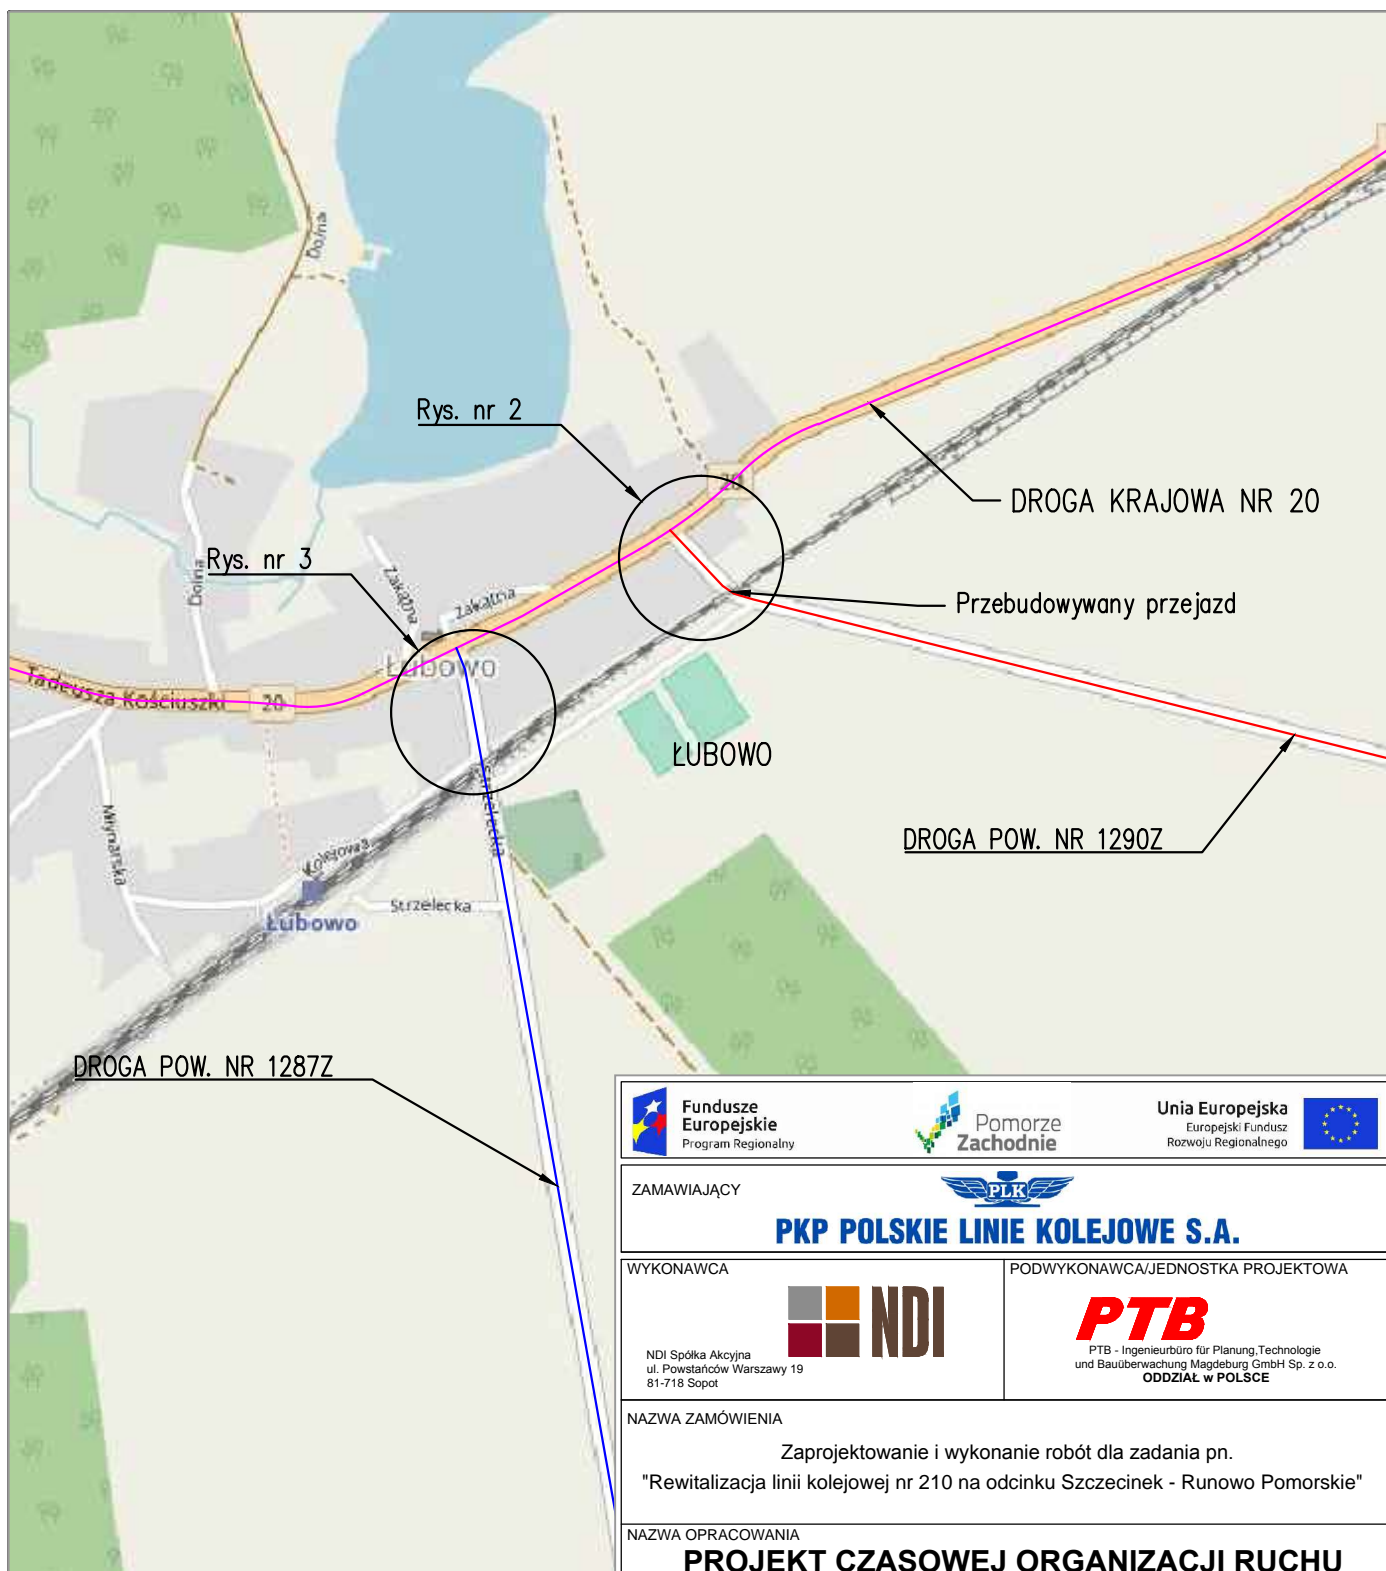 Dolna
Rys. nr 2
20
DROGA KRAJOWA NR 20
Rys. nr 3
Dolna
Zakątna
Zakątna
Przebudowywany przejazd
Łubowo
Tadeusza Kościuszki
20
ŁUBOWO
Strzelecka
Młynarska
Kolejowa
DROGA POW. NR 1290Z
Strzelecka
Łubowo
DROGA POW. NR 1287Z
Fundusze
Europejskie
Program Regionalny
Pomorze
Zachodnie
Unia Europejska
Europejski Fundusz
Rozwoju Regionalnego
ZAMAWIAJĄCY
PLK
PKP POLSKIE LINIE KOLEJOWE S.A.
WYKONAWCA
NDI
NDI Spółka Akcyjna
ul. Powstańców Warszawy 19
81-718 Sopot
PODWYKONAWCA/JEDNOSTKA PROJEKTOWA
PTB
PTB - Ingenieurbüro für Planung,Technologie
und Bauüberwachung Magdeburg GmbH Sp. z o.o.
ODDZIAŁ w POLSCE
NAZWA ZAMÓWIENIA
Zaprojektowanie i wykonanie robót dla zadania pn.
"Rewitalizacja linii kolejowej nr 210 na odcinku Szczecinek - Runowo Pomorskie"
NAZWA OPRACOWANIA
PROJEKT CZASOWEJ ORGANIZACJI RUCHU